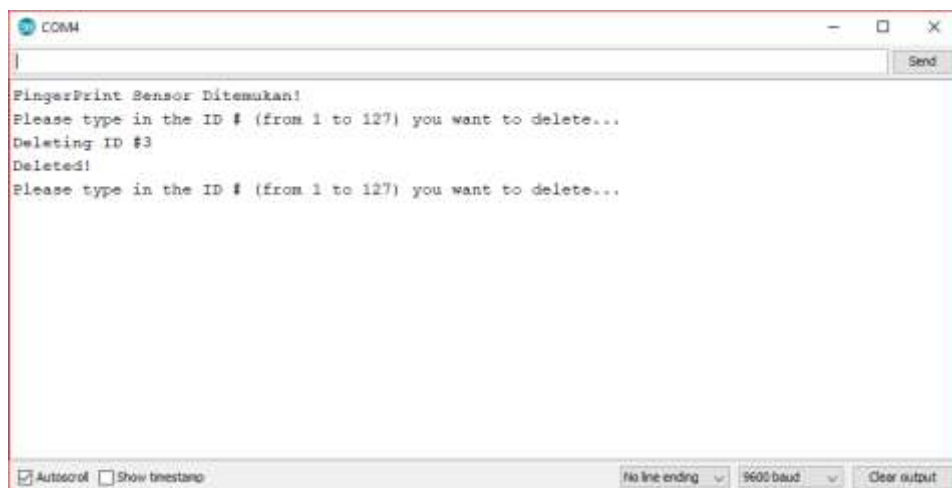 COM4
Send
FingerPrint Sensor Ditemukan!
Please type in the ID # (from 1 to 127) you want to delete...
Deleting ID #3
Deleted!
Please type in the ID # (from 1 to 127) you want to delete...
Autoscroll Show timestamp No line ending 9600 baud Clear output